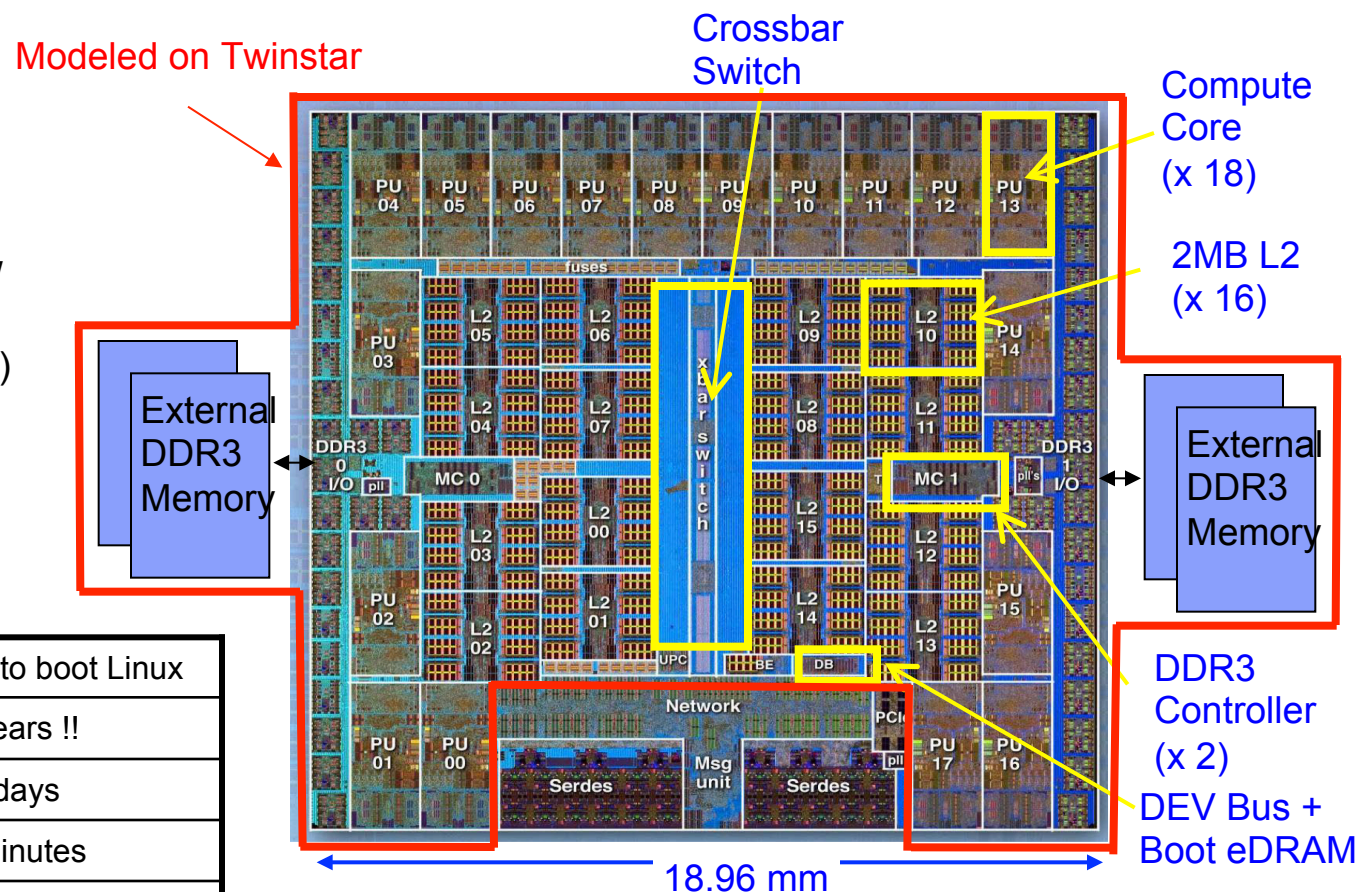 Modeled on Twinstar
Crossbar
Switch
Compute
Core
(x 18)
2MB L2
(x 16)
PU
04
PU
05
PU
06
PU
07
PU
08
PU
09
PU
10
PU
11
PU
12
PU
13
fuses
PU
03
L2
05
L2
06
xbar switch
L2
09
L2
10
PU
14
)
External
DDR3
Memory
DDR3
0
I/O
pll
L2
04
L2
07
L2
08
L2
11
DDR3
1
I/O
pll's
External
DDR3
Memory
MC 0
MC 1
L2
03
L2
00
L2
15
L2
12
PU
02
L2
02
L2
01
L2
14
L2
13
PU
15
UPC
BE
DB
to boot Linux
ears !!
days
inutes
Network
PCIe
pll
PU
01
PU
00
Msg
unit
Serdes
Serdes
PU
17
PU
16
DDR3
Controller
(x 2)
DEV Bus +
Boot eDRAM
18.96 mm